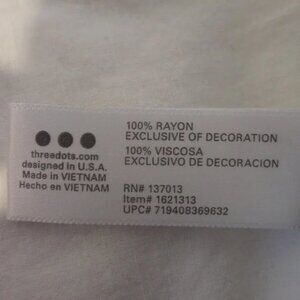 threedots.com
designed in U.S.A.
Made in VIETNAM
Hecho en VIETNAM
100% RAYON
EXCLUSIVE OF DECORATION
100% VISCOSA
EXCLUSIVO DE DECORACION
RN# 137013
Item# 1621313
UPC# 719408369632